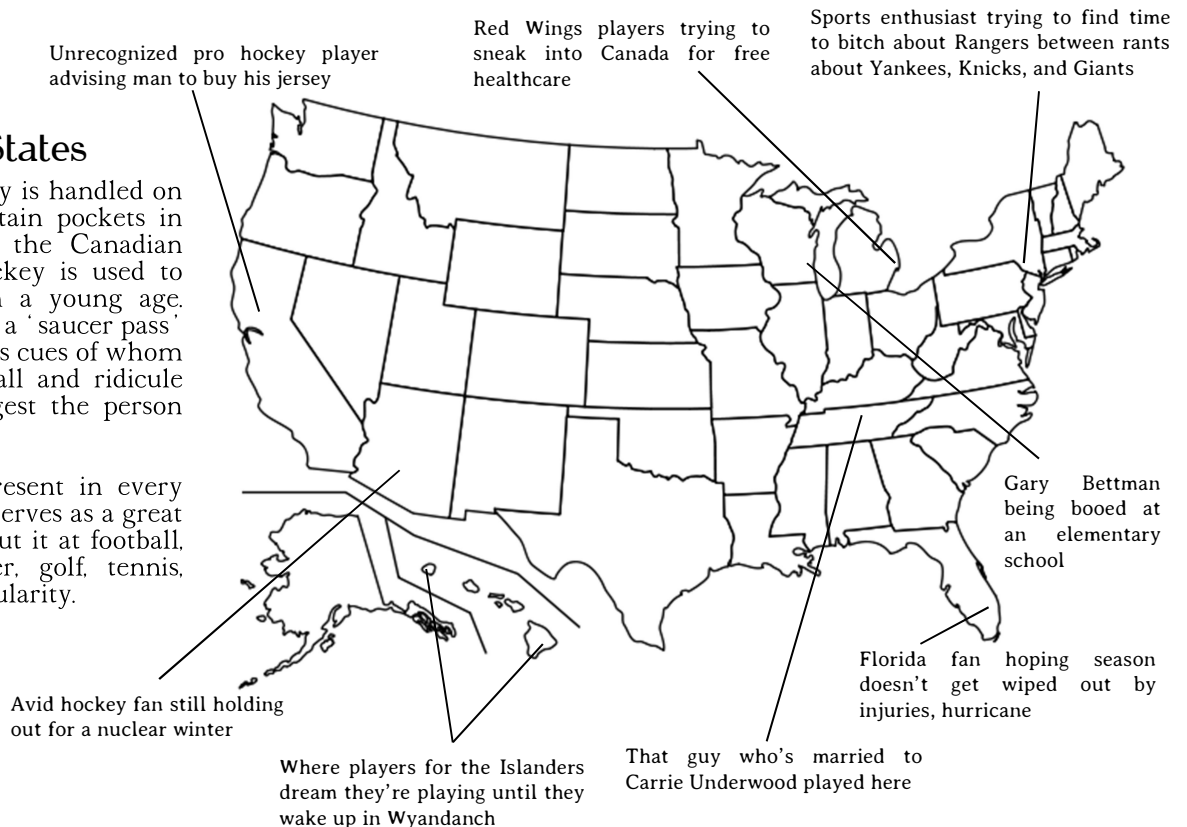 Unrecognized pro hockey player
advising man to buy his jersey
Red Wings players trying to
sneak into Canada for free
healthcare
Sports enthusiast trying to find time
to bitch about Rangers between rants
about Yankees, Knicks, and Giants
States
y is handled on
tain pockets in
the Canadian
ckey is used to
a young age.
a ‘saucer pass’
s cues of whom
all and ridicule
gest the person
resent in every
serves as a great
out it at football,
er, golf, tennis,
ularity.
Gary Bettman
being booed at
an elementary
school
Florida fan hoping season
doesn’t get wiped out by
injuries, hurricane
Avid hockey fan still holding
out for a nuclear winter
Where players for the Islanders
dream they’re playing until they
wake up in Wyandanch
That guy who’s married to
Carrie Underwood played here